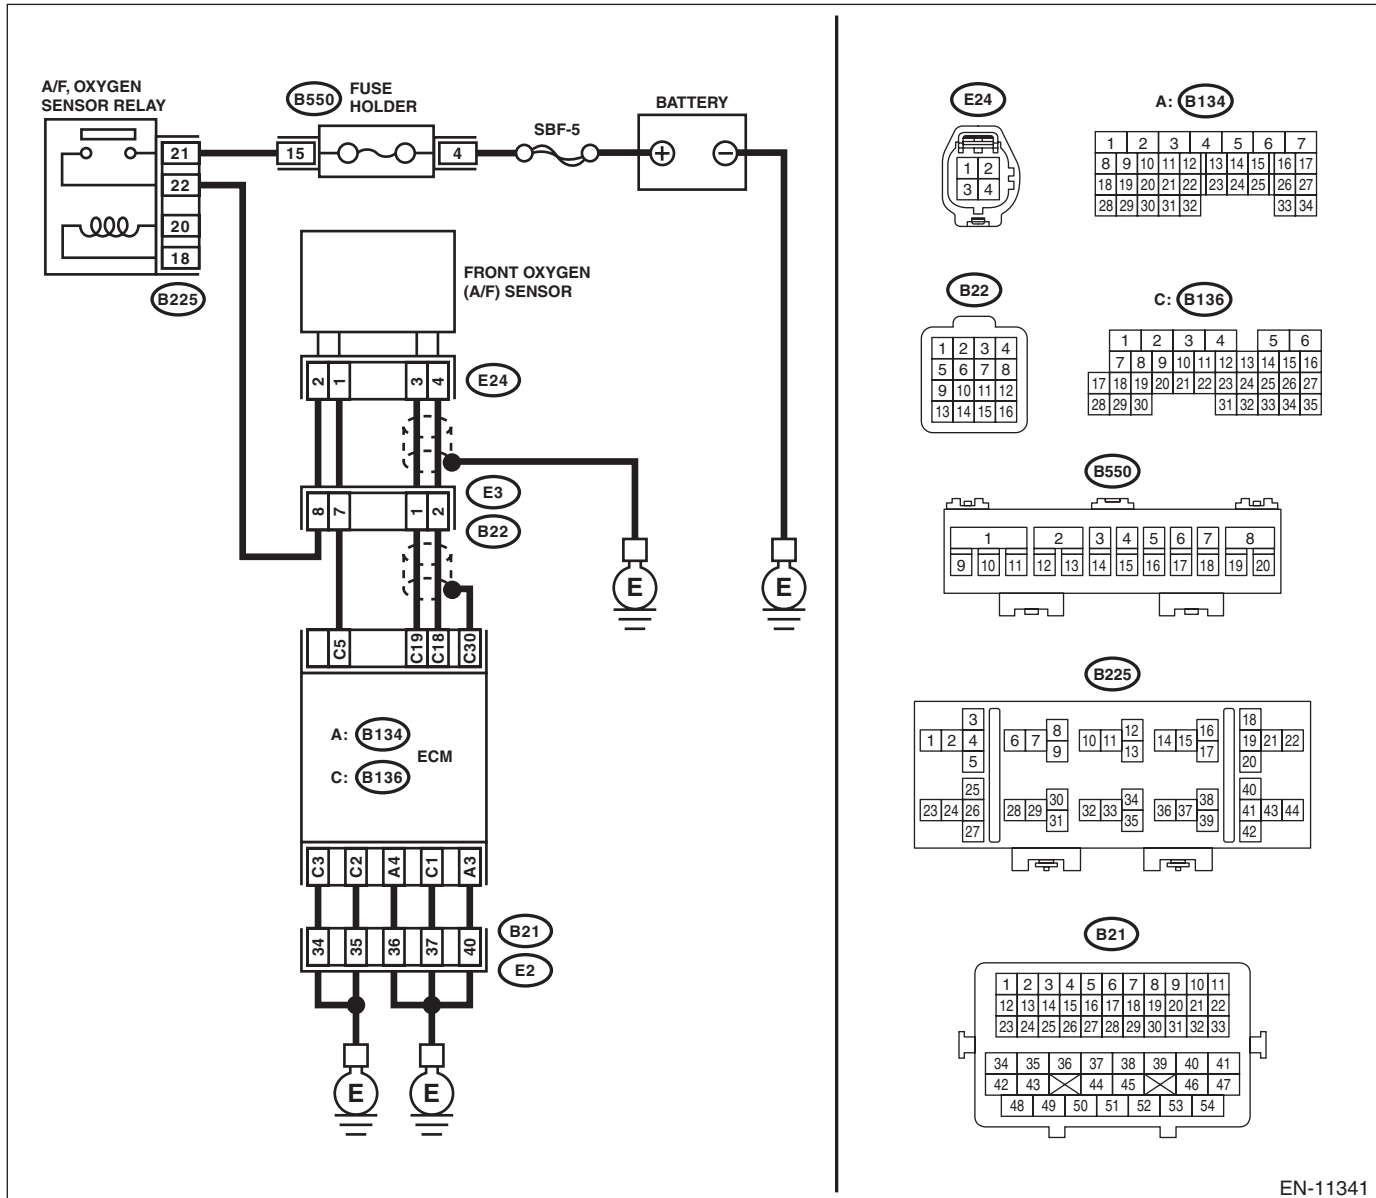 A/F, OXYGEN
SENSOR RELAY
21
22
20
18
B225
B550
FUSE
HOLDER
15
4
SBF-5
BATTERY
+
−
FRONT OXYGEN
(A/F) SENSOR
2 1 3 4
E24
8 7 1 2
E3
B22
E
E
C5 C19 C18 C30
A: B134
ECM
C: B136
C3 C2 A4 C1 A3
34 35 36 37 40
B21
E2
E
E
E24
1 2
3 4
A: B134
1 2 3 4 5 6 7
8 9 10 11 12 13 14 15 16 17
18 19 20 21 22 23 24 25 26 27
28 29 30 31 32 33 34
B22
1 2 3 4
5 6 7 8
9 10 11 12
13 14 15 16
C: B136
1 2 3 4 5 6
7 8 9 10 11 12 13 14 15 16
17 18 19 20 21 22 23 24 25 26 27
28 29 30 31 32 33 34 35
B550
1 2 3 4 5 6 7 8
9 10 11 12 13 14 15 16 17 18 19 20
B225
3 8 12 16 18
1 2 4 6 7 10 11 14 15 19 21 22
5 9 13 17 20
25 30 34 38 40
23 24 26 28 29 32 33 36 37 41 43 44
27 31 35 39 42
B21
1 2 3 4 5 6 7 8 9 10 11
12 13 14 15 16 17 18 19 20 21 22
23 24 25 26 27 28 29 30 31 32 33
34 35 36 37 38 39 40 41
42 43 44 45 46 47
48 49 50 51 52 53 54
EN-11341